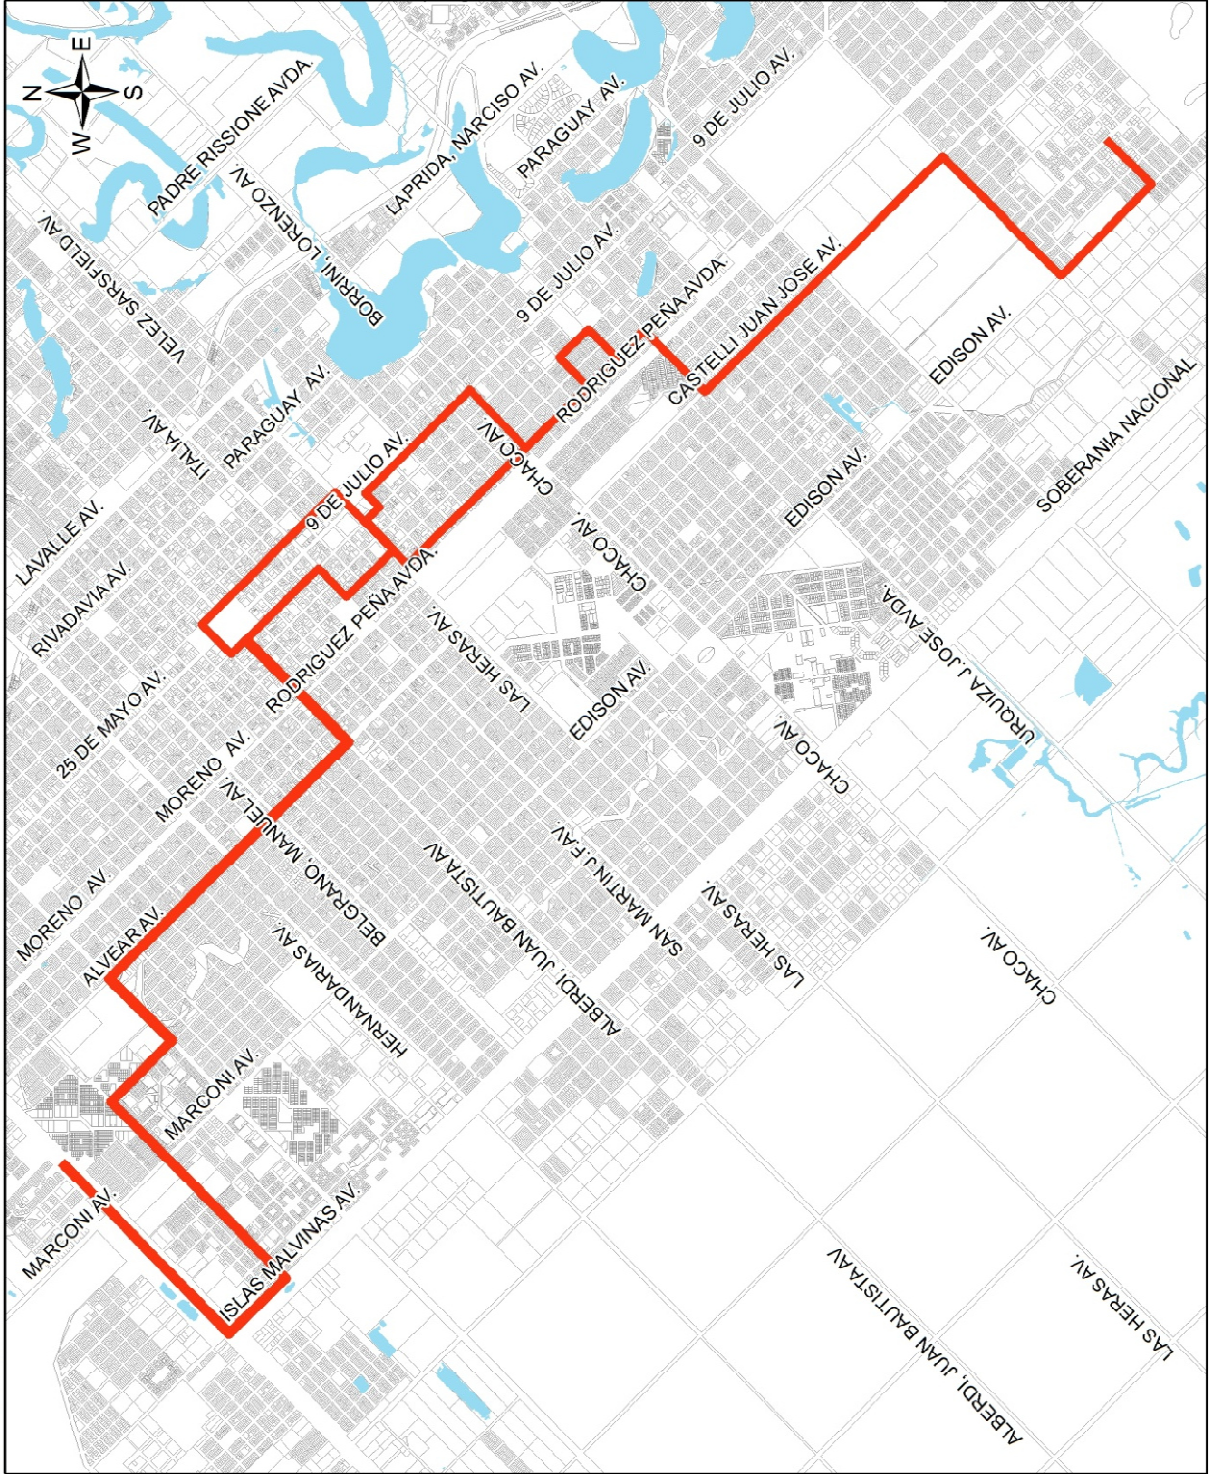 E
N
S
W
PADRE RISSIONE AVDA.
LAPRIDA, NARCISO AV.
PARAGUAY AV.
9 DE JULIO AV.
VELEZ SARSFIELD AV.
BORRINI, LORENZO AV.
9 DE JULIO AV.
RODRIGUEZ PEÑA AVDA.
CASTELLI JUAN JOSE AV.
EDISON AV.
SOBERANIA NACIONAL
ITALIA AV.
PARAGUAY AV.
9 DE JULIO AV.
CHACO AV.
LAVALLE AV.
RIVADAVIA AV.
RODRIGUEZ PEÑA AVDA.
CHACO AV.
EDISON AV.
25 DE MAYO AV.
LAS HERAS AV.
EDISON AV.
URQUIZA J.JOSE AVDA.
MORENO AV.
BELGRANO, MANUEL AV.
CHACO AV
MORENO AV.
ALVEAR AV.
ALBERDI, JUAN BAUTISTA AV
SAN MARTIN J.F.AV.
LAS HERAS AV.
HERNANDARIAS AV.
CHACO AV.
MARCONI AV.
MARCONI AV.
ISLAS MALVINAS AV.
ALBERDI, JUAN BAUTISTA AV
LAS HERAS AV.